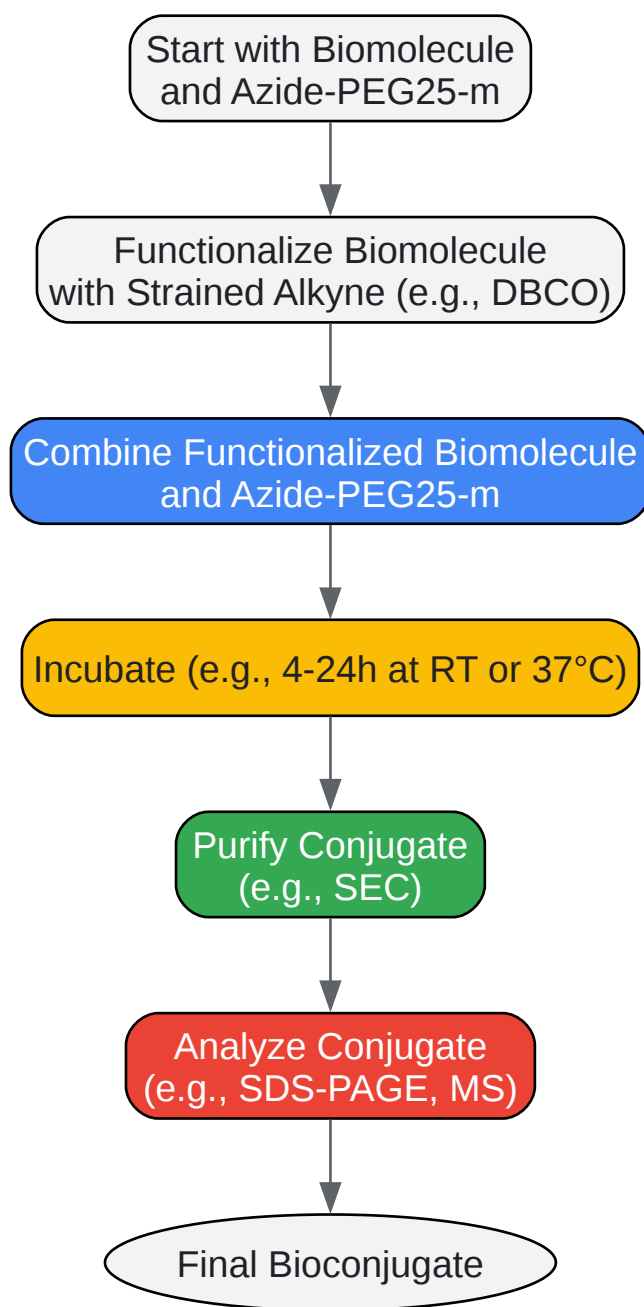 Start with Biomolecule
and Azide-PEG25-m
Functionalize Biomolecule
with Strained Alkyne (e.g., DBCO)
Combine Functionalized Biomolecule
and Azide-PEG25-m
Incubate (e.g., 4-24h at RT or 37°C)
Purify Conjugate
(e.g., SEC)
Analyze Conjugate
(e.g., SDS-PAGE, MS)
Final Bioconjugate